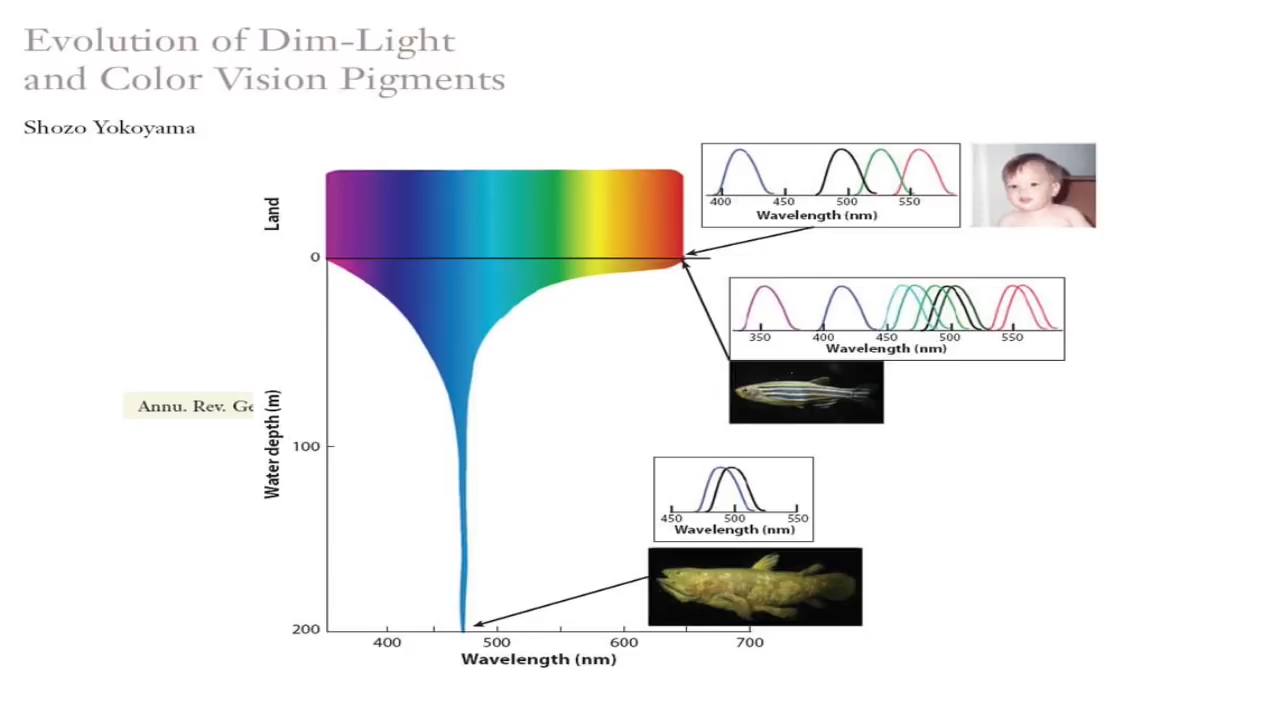 Evolution of Dim-Light
and Color Vision Pigments
Shozo Yokoyama
Land
0
400 450 500 550
Wavelength (nm)
350 400 450 500 550
Wavelength (nm)
Annu. Rev. Ge
Water depth (m)
100
450 500 550
Wavelength (nm)
200
400 500 600 700
Wavelength (nm)